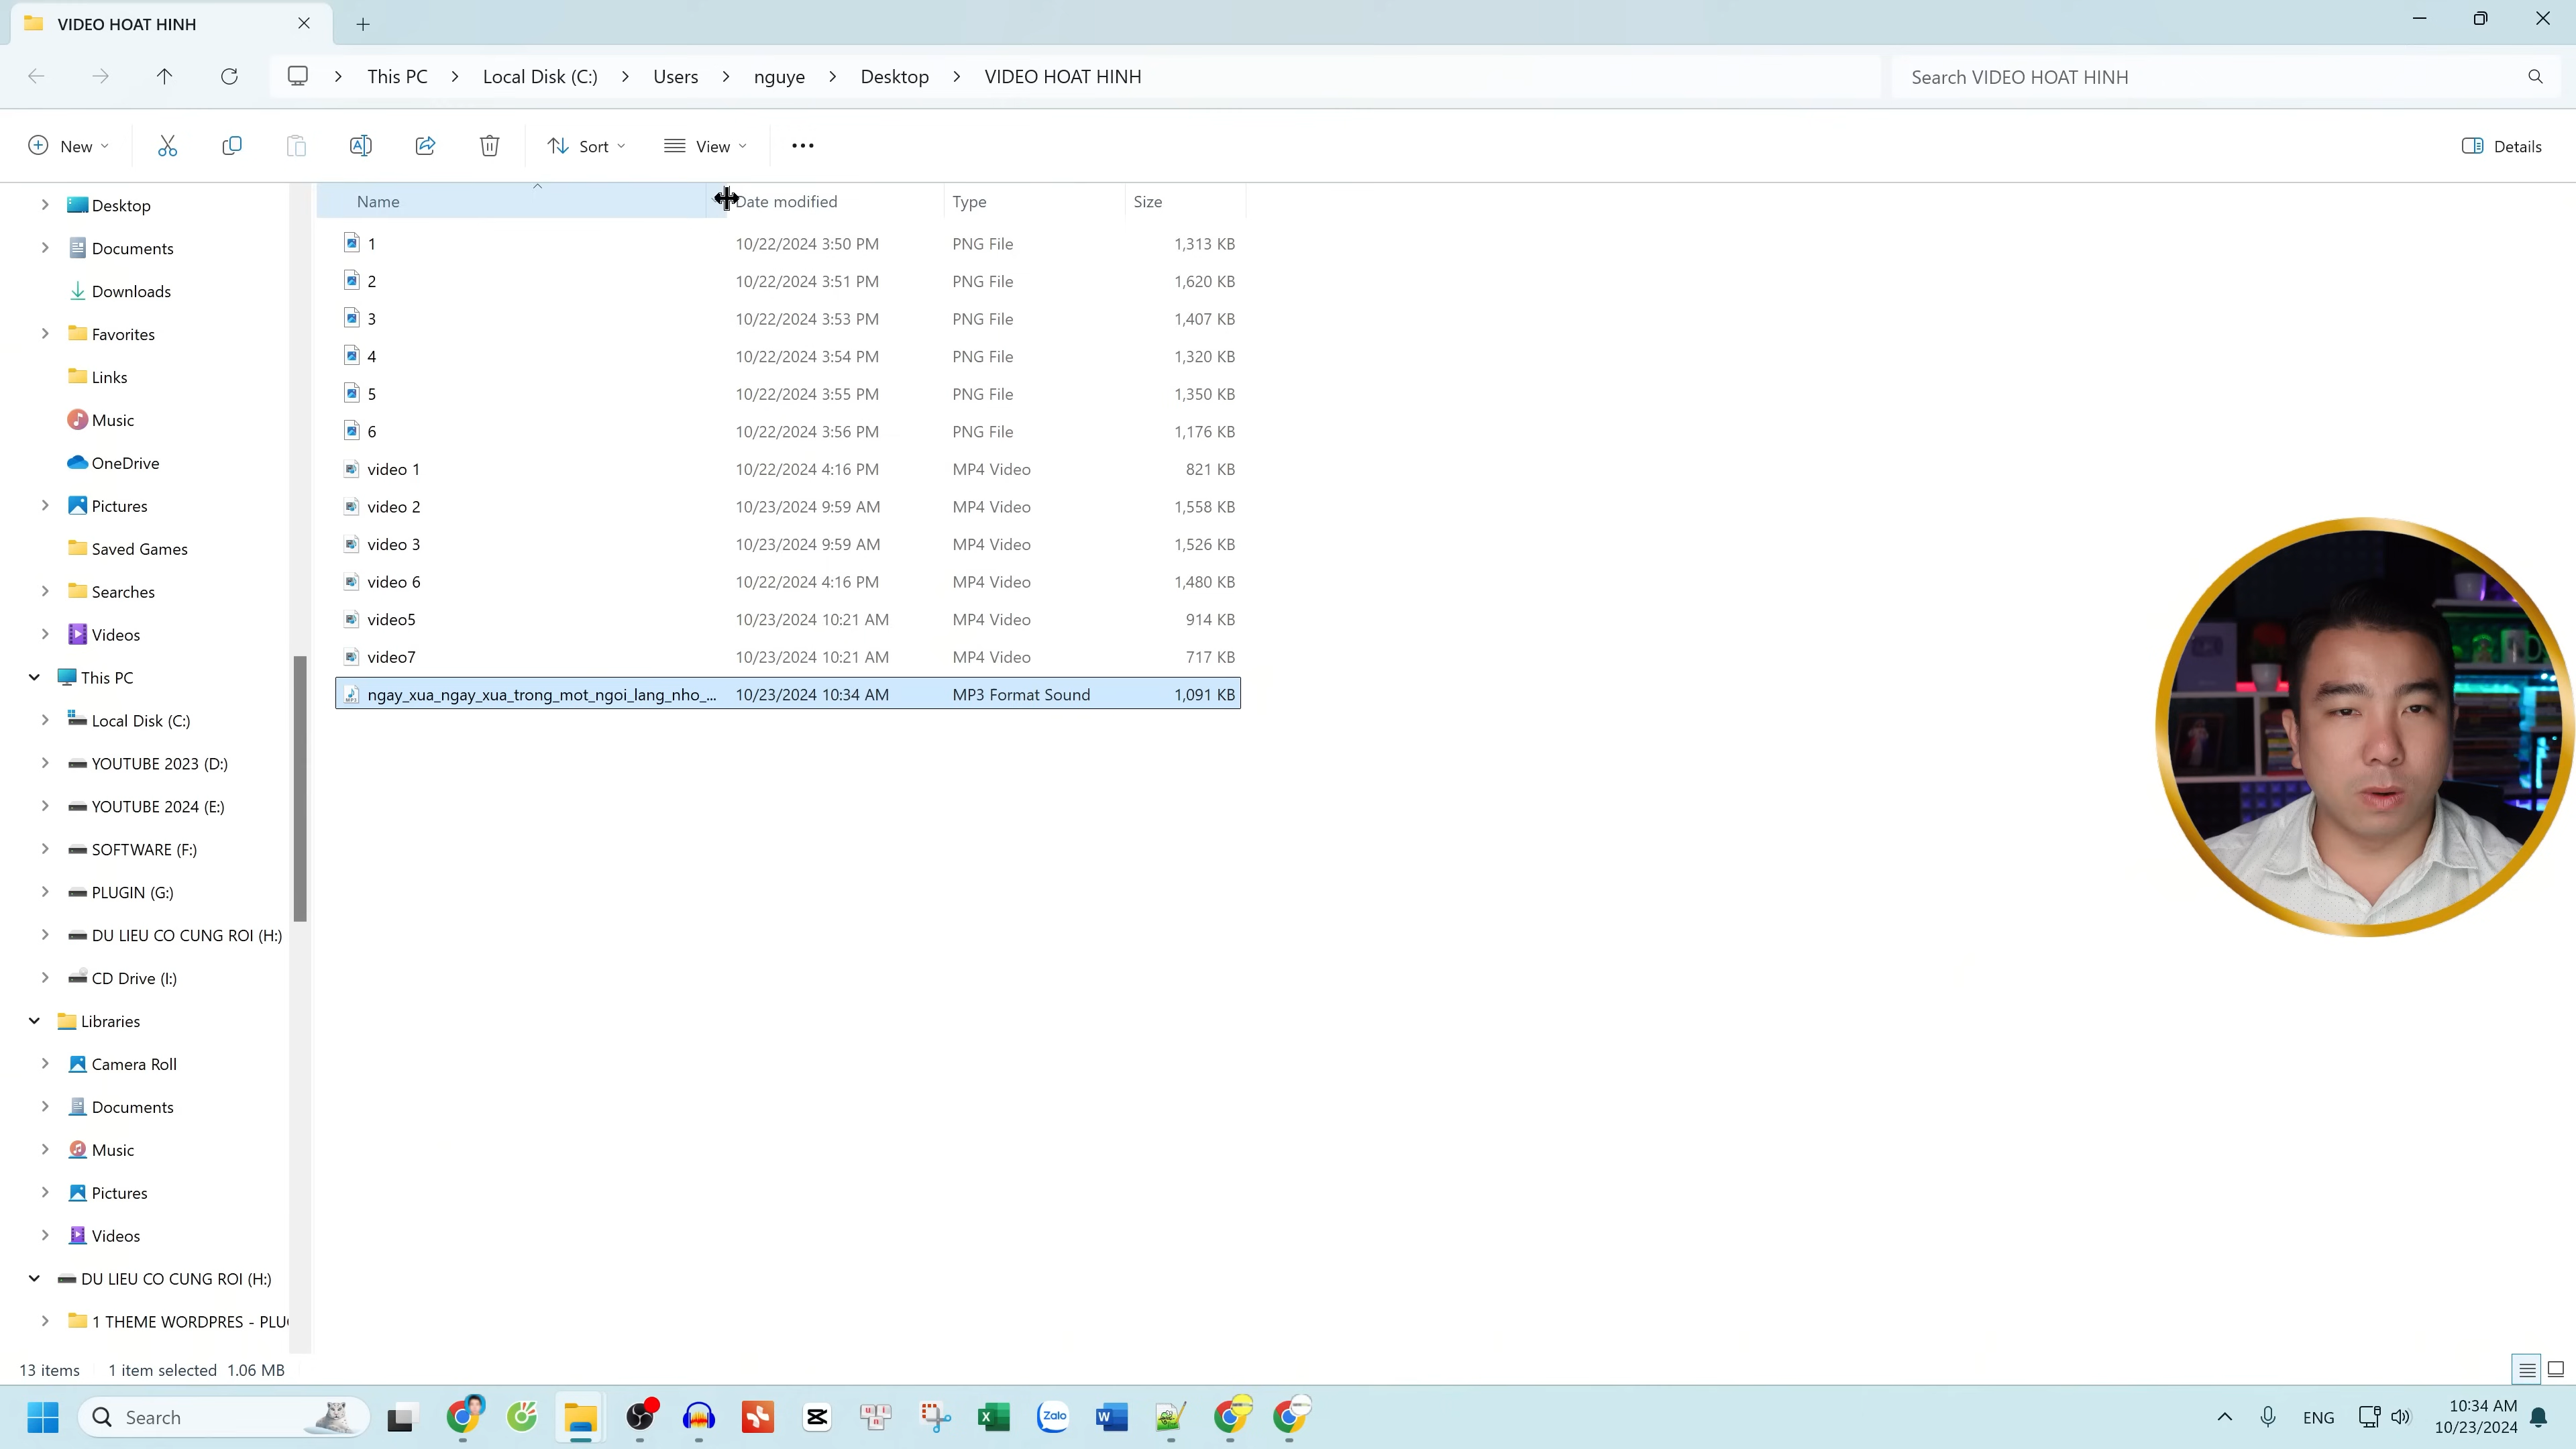 VIDEO HOAT HINH
This PC
Local Disk (C:)
Users
nguye
Desktop
VIDEO HOAT HINH
Search VIDEO HOAT HINH
New
Sort
View
Details
Name
Date modified
Type
Size
1 10/22/2024 3:50 PM PNG File 1,313 KB
2 10/22/2024 3:51 PM PNG File 1,620 KB
3 10/22/2024 3:53 PM PNG File 1,407 KB
4 10/22/2024 3:54 PM PNG File 1,320 KB
5 10/22/2024 3:55 PM PNG File 1,350 KB
6 10/22/2024 3:56 PM PNG File 1,176 KB
video 1 10/22/2024 4:16 PM MP4 Video 821 KB
video 2 10/23/2024 9:59 AM MP4 Video 1,558 KB
video 3 10/23/2024 9:59 AM MP4 Video 1,526 KB
video 6 10/22/2024 4:16 PM MP4 Video 1,480 KB
video5 10/23/2024 10:21 AM MP4 Video 914 KB
video7 10/23/2024 10:21 AM MP4 Video 717 KB
ngay_xua_ngay_xua_trong_mot_ngoi_lang_nho_... 10/23/2024 10:34 AM MP3 Format Sound 1,091 KB
Desktop
Documents
Downloads
Favorites
Links
Music
OneDrive
Pictures
Saved Games
Searches
Videos
This PC
Local Disk (C:)
YOUTUBE 2023 (D:)
YOUTUBE 2024 (E:)
SOFTWARE (F:)
PLUGIN (G:)
DU LIEU CO CUNG ROI (H:)
CD Drive (I:)
Libraries
Camera Roll
Documents
Music
Pictures
Videos
DU LIEU CO CUNG ROI (H:)
1 THEME WORDPRES - PLU
13 items 1 item selected 1.06 MB
Search
Zalo
ENG
10:34 AM
10/23/2024